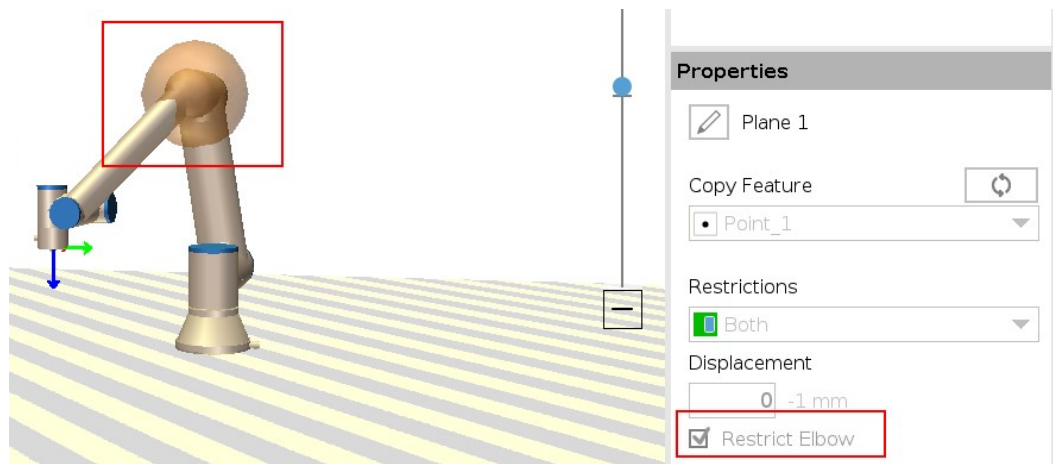 Properties
Plane 1
Copy Feature
Point_1
Restrictions
Both
Displacement
0 -1 mm
Restrict Elbow